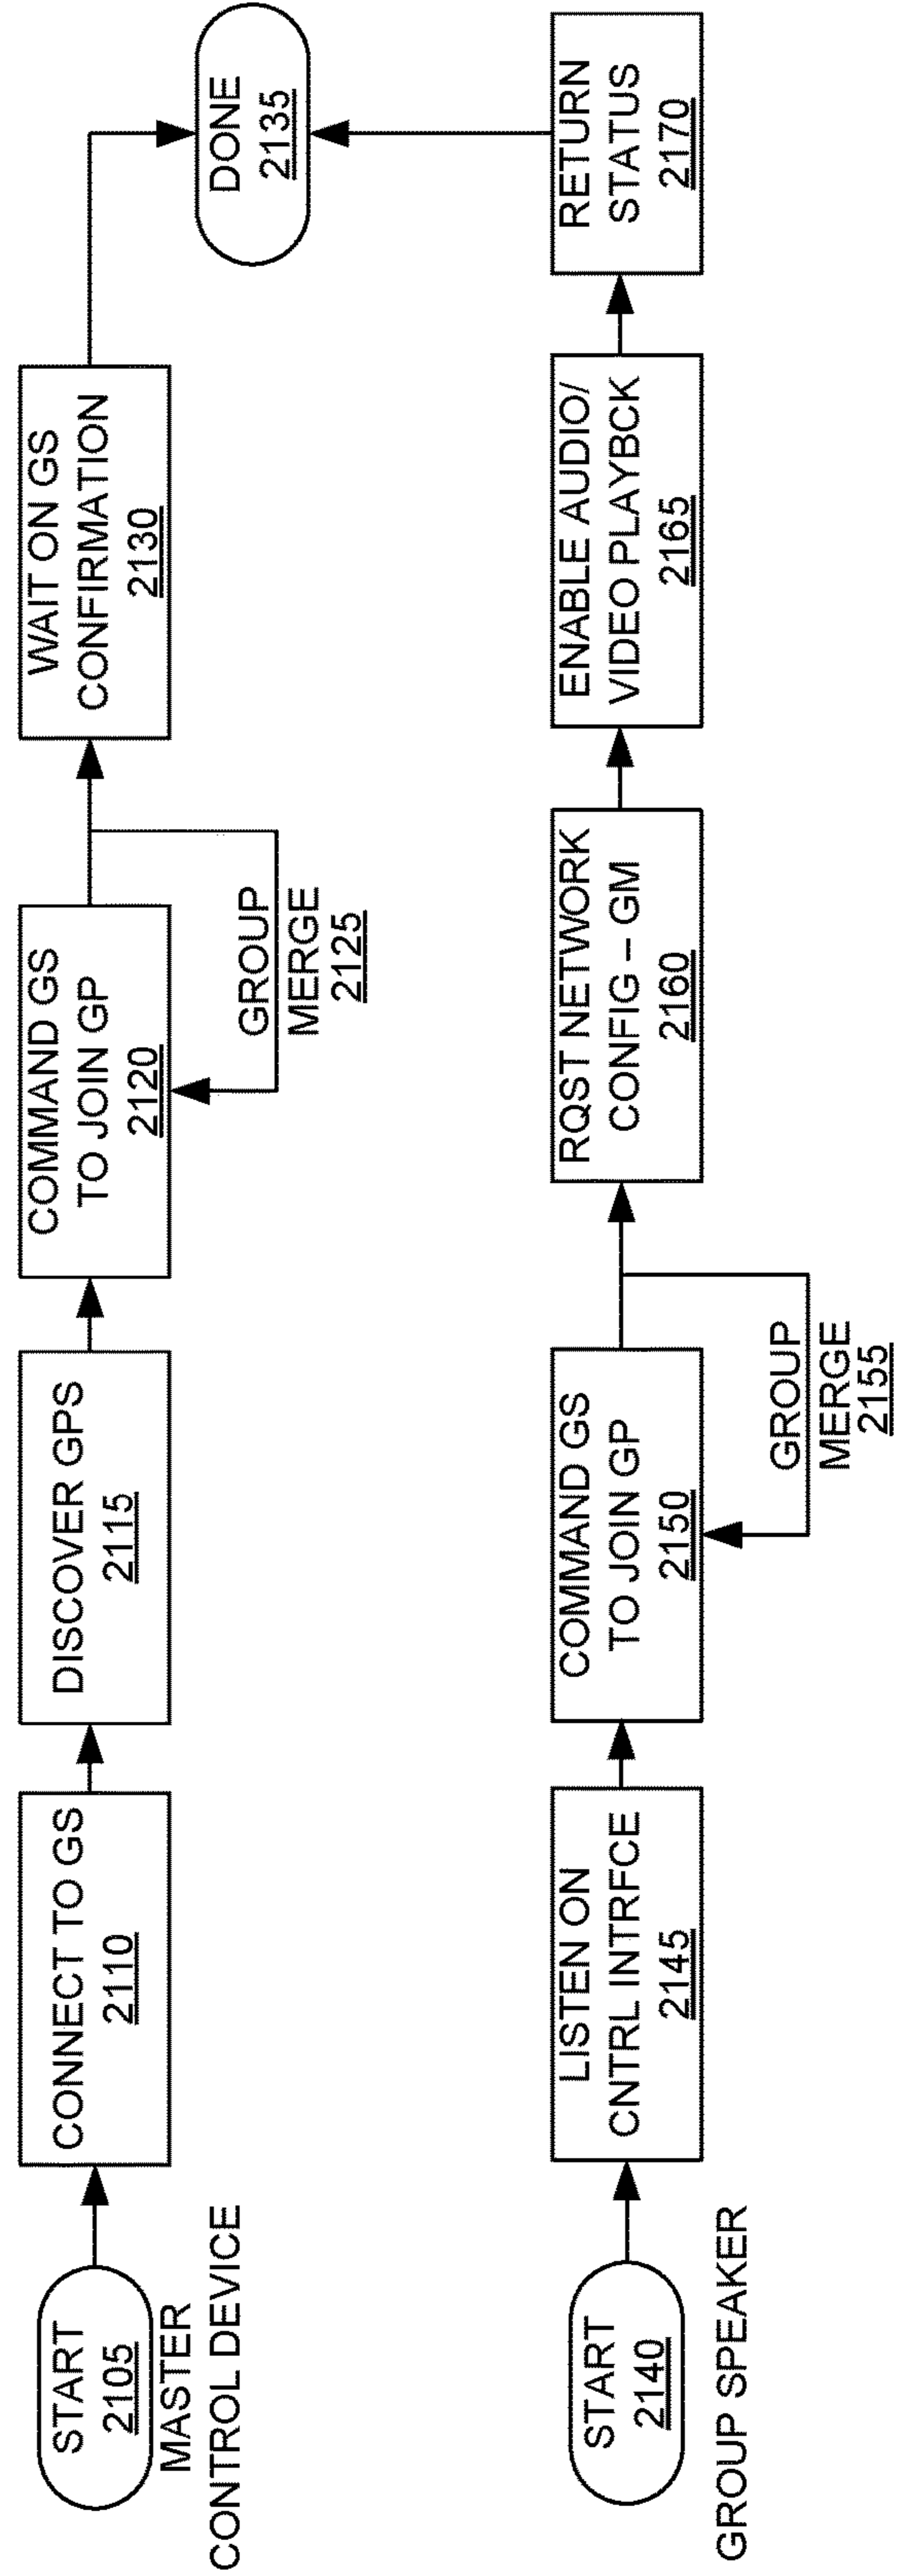 START
2105
MASTER
CONTROL DEVICE
CONNECT TO GS
2110
DISCOVER GPS
2115
COMMAND GS
TO JOIN GP
2120
GROUP
MERGE
2125
WAIT ON GS
CONFIRMATION
2130
DONE
2135
START
2140
GROUP SPEAKER
LISTEN ON
CNTRL INTRFCE
2145
COMMAND GS
TO JOIN GP
2150
GROUP
MERGE
2155
RQST NETWORK
CONFIG – GM
2160
ENABLE AUDIO/
VIDEO PLAYBCK
2165
RETURN
STATUS
2170